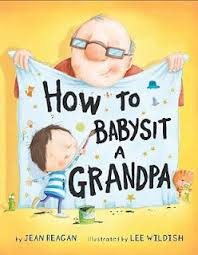 HOW TO
BABYSIT
A
GRANDPA
by JEAN REAGAN illustrated by LEE WILDISH